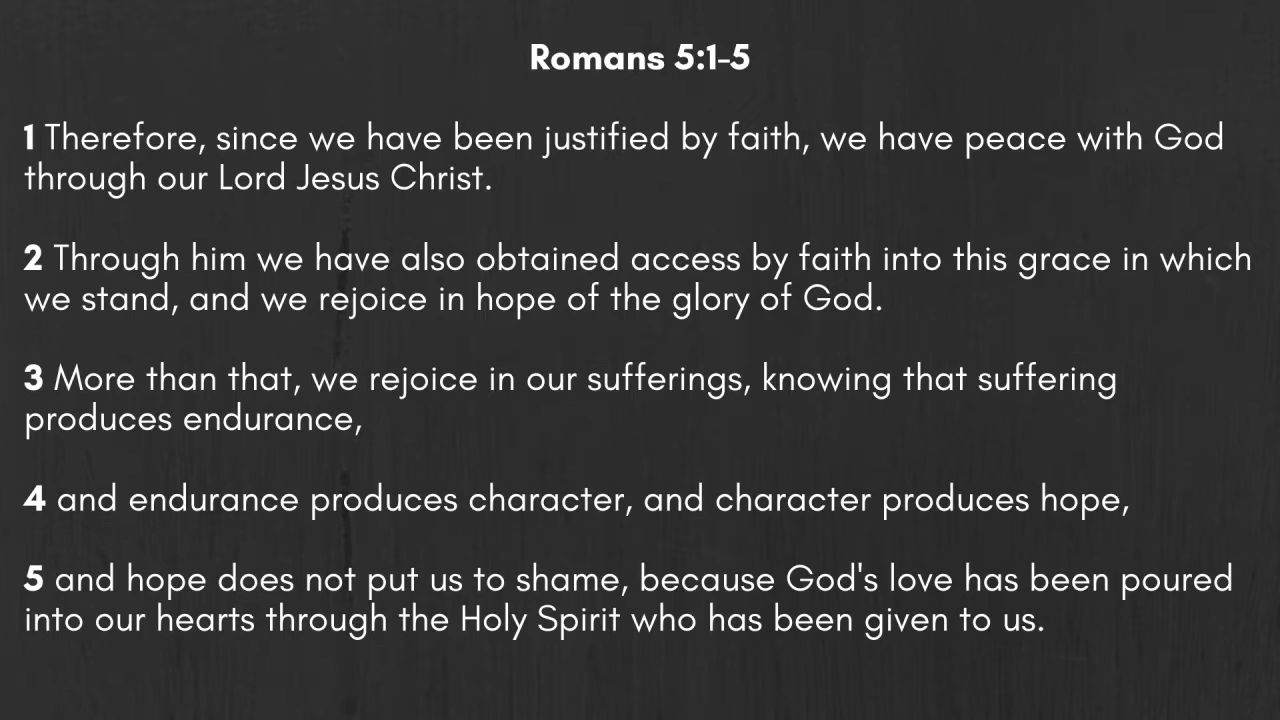 Romans 5:1-5
1 Therefore, since we have been justified by faith, we have peace with God
through our Lord Jesus Christ.
2 Through him we have also obtained access by faith into this grace in which
we stand, and we rejoice in hope of the glory of God.
3 More than that, we rejoice in our sufferings, knowing that suffering
produces endurance,
4 and endurance produces character, and character produces hope,
5 and hope does not put us to shame, because God's love has been poured
into our hearts through the Holy Spirit who has been given to us.